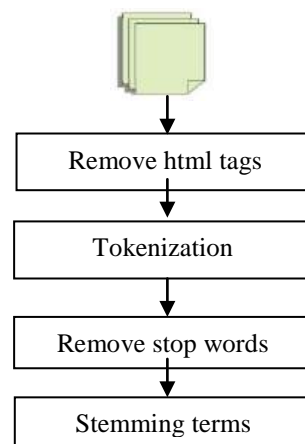 Remove html tags
Tokenization
Remove stop words
Stemming terms